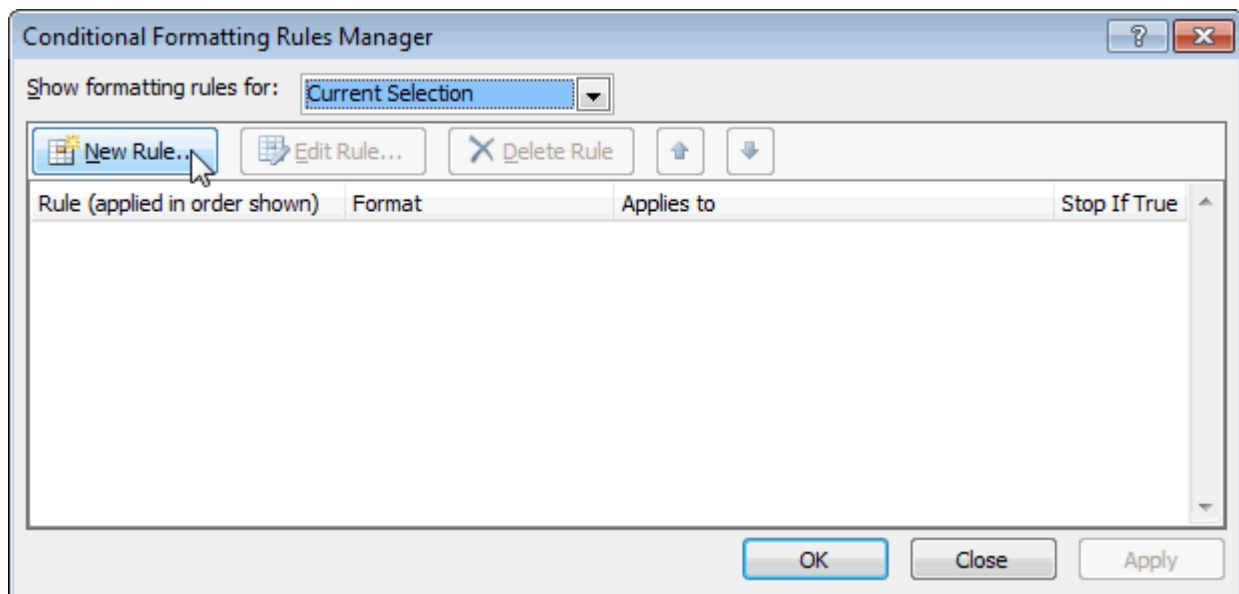 Conditional Formatting Rules Manager
Show formatting rules for: Current Selection
New Rule... Edit Rule... Delete Rule
Rule (applied in order shown) Format Applies to Stop If True
OK Close Apply